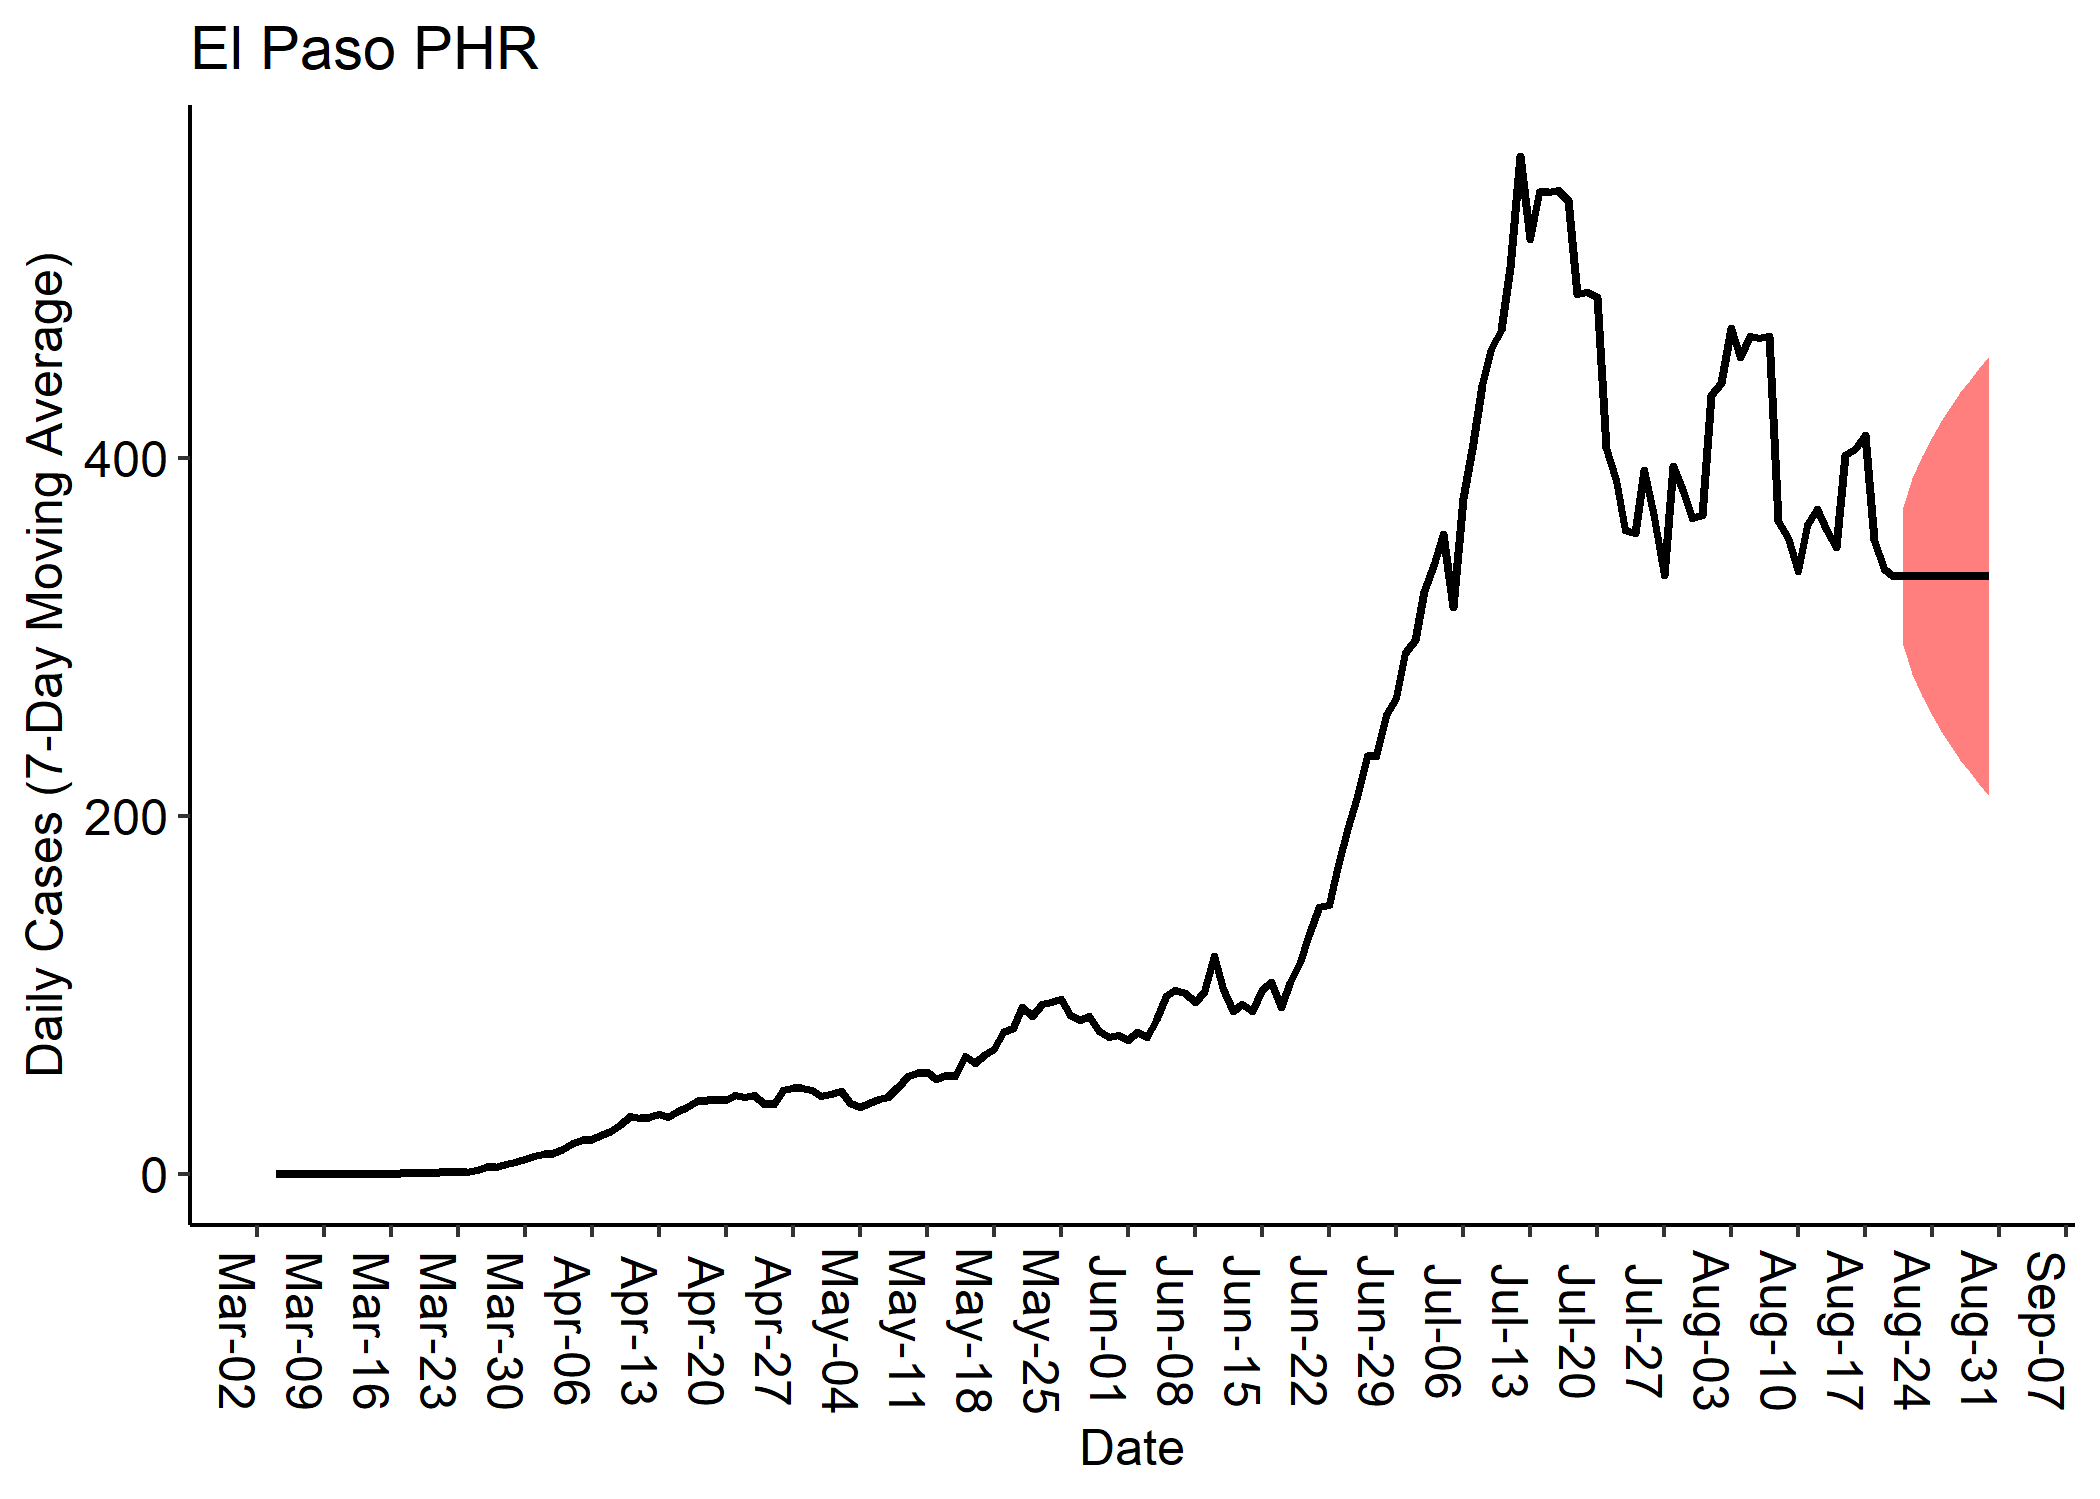 El Paso PHR
Daily Cases (7-Day Moving Average)
400
200
0
Mar-02
Mar-09
Mar-16
Mar-23
Mar-30
Apr-06
Apr-13
Apr-20
Apr-27
May-04
May-11
May-18
May-25
Jun-01
Jun-08
Jun-15
Jun-22
Jun-29
Jul-06
Jul-13
Jul-20
Jul-27
Aug-03
Aug-10
Aug-17
Aug-24
Aug-31
Sep-07
Date